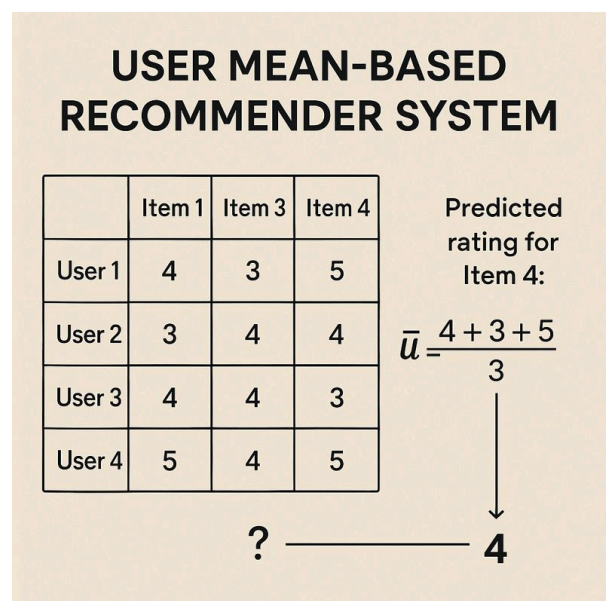 USER MEAN-BASED
RECOMMENDER SYSTEM
Item 1 Item 3 Item 4
User 1 4 3 5
User 2 3 4 4
User 3 4 4 3
User 4 5 4 5
Predicted
rating for
Item 4:
ū = 4 + 3 + 5
3
? 4